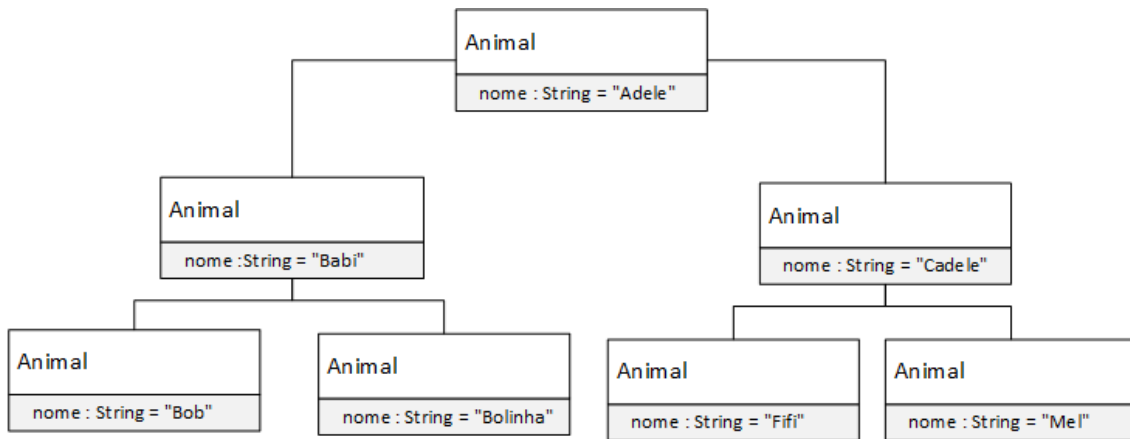 Animal
nome : String = "Adele"
Animal
nome :String = "Babi"
Animal
nome : String = "Cadele"
Animal
nome : String = "Bob"
Animal
nome : String = "Bolinha"
Animal
nome : String = "Fifi"
Animal
nome : String = "Mel"